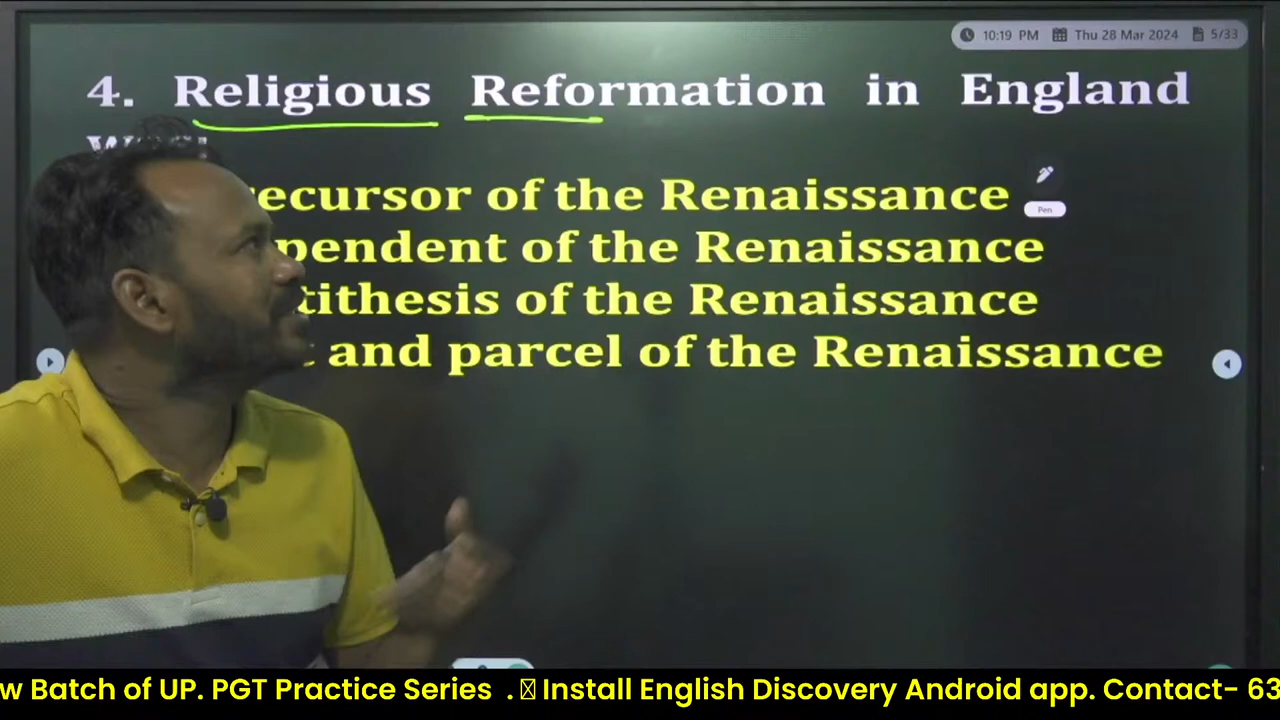 10:19 PM Thu 28 Mar 2024 5/33
4. Religious Reformation in England
recursor of the Renaissance
Pen
pendent of the Renaissance
tithesis of the Renaissance
and parcel of the Renaissance
w Batch of UP. PGT Practice Series . Install English Discovery Android app. Contact- 63